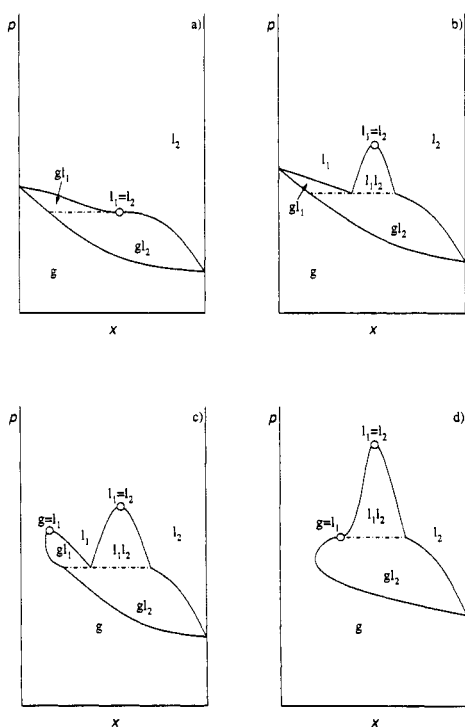 p
a)
l₂
gl₁
l₁=l₂
gl₂
g
x
p
b)
l₁=l₂
l₂
l₁
gl₁
l₁l₂
gl₂
g
x
p
c)
l₁=l₂
g=l₁
l₁
l₂
gl₁
l₁l₂
gl₂
g
x
p
d)
l₁=l₂
l₁l₂
g=l₁
l₂
gl₂
g
x